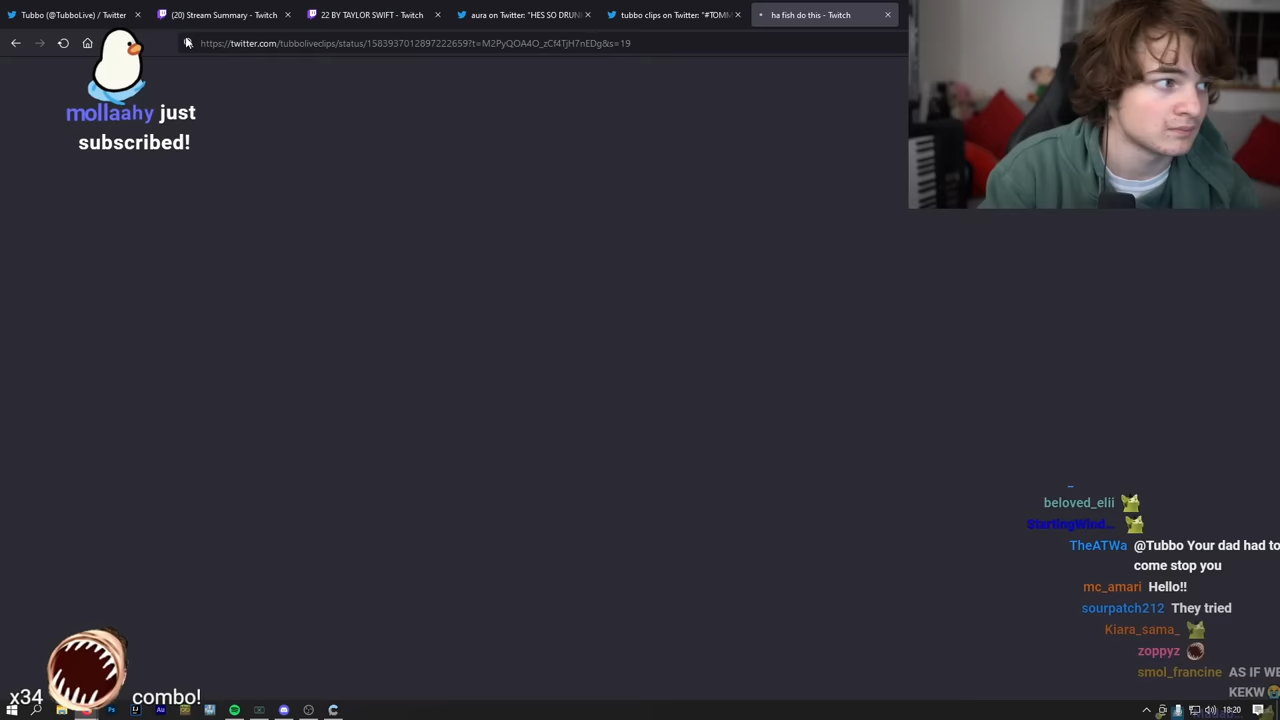 Tubbo (@TubboLive) / Twitter
(20) Stream Summary - Twitch
22 BY TAYLOR SWIFT - Twitch
aura on Twitter: "HES SO DRUN
tubbo clips on Twitter: "#TOMM
ha fish do this - Twitch
https://twitter.com/tubbolivedips/status/1583937012897222659?t=M2PyQOA4O_zCf4TjH7nEDg&s=19
mollaahy just
subscribed!
beloved_elii
StartingWind...
TheATWa @Tubbo Your dad had to
come stop you
mc_amari Hello!!
sourpatch212 They tried
Kiara_sama_
zoppyz
smol_francine AS IF WE
KEKW
x34 combo!
18:20